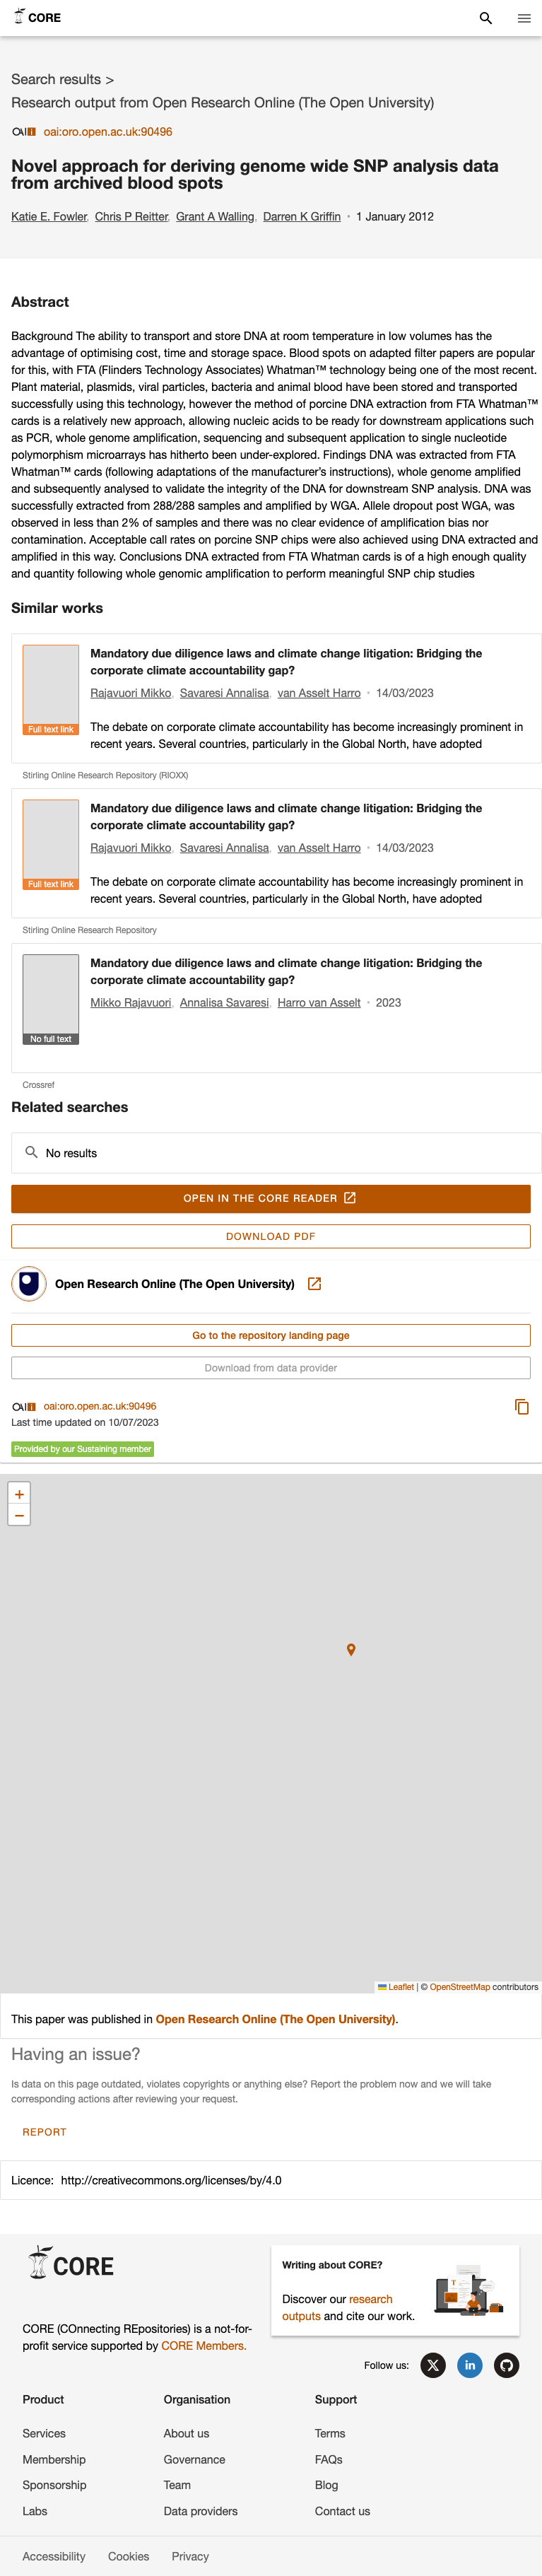 CORE
Search results >
Research output from Open Research Online (The Open University)
OAI oai:oro.open.ac.uk:90496
Novel approach for deriving genome wide SNP analysis data
from archived blood spots
Katie E. Fowler, Chris P Reitter, Grant A Walling, Darren K Griffin • 1 January 2012
Abstract
Background The ability to transport and store DNA at room temperature in low volumes has the
advantage of optimising cost, time and storage space. Blood spots on adapted filter papers are popular
for this, with FTA (Flinders Technology Associates) Whatman™ technology being one of the most recent.
Plant material, plasmids, viral particles, bacteria and animal blood have been stored and transported
successfully using this technology, however the method of porcine DNA extraction from FTA Whatman™
cards is a relatively new approach, allowing nucleic acids to be ready for downstream applications such
as PCR, whole genome amplification, sequencing and subsequent application to single nucleotide
polymorphism microarrays has hitherto been under-explored. Findings DNA was extracted from FTA
Whatman™ cards (following adaptations of the manufacturer’s instructions), whole genome amplified
and subsequently analysed to validate the integrity of the DNA for downstream SNP analysis. DNA was
successfully extracted from 288/288 samples and amplified by WGA. Allele dropout post WGA, was
observed in less than 2% of samples and there was no clear evidence of amplification bias nor
contamination. Acceptable call rates on porcine SNP chips were also achieved using DNA extracted and
amplified in this way. Conclusions DNA extracted from FTA Whatman cards is of a high enough quality
and quantity following whole genomic amplification to perform meaningful SNP chip studies
Similar works
Mandatory due diligence laws and climate change litigation: Bridging the
corporate climate accountability gap?
Rajavuori Mikko, Savaresi Annalisa, van Asselt Harro • 14/03/2023
Full text link
The debate on corporate climate accountability has become increasingly prominent in
recent years. Several countries, particularly in the Global North, have adopted
Stirling Online Research Repository (RIOXX)
Mandatory due diligence laws and climate change litigation: Bridging the
corporate climate accountability gap?
Rajavuori Mikko, Savaresi Annalisa, van Asselt Harro • 14/03/2023
Full text link
The debate on corporate climate accountability has become increasingly prominent in
recent years. Several countries, particularly in the Global North, have adopted
Stirling Online Research Repository
Mandatory due diligence laws and climate change litigation: Bridging the
corporate climate accountability gap?
Mikko Rajavuori, Annalisa Savaresi, Harro van Asselt • 2023
No full text
Crossref
Related searches
No results
OPEN IN THE CORE READER
DOWNLOAD PDF
Open Research Online (The Open University)
Go to the repository landing page
Download from data provider
OAI oai:oro.open.ac.uk:90496
Last time updated on 10/07/2023
Provided by our Sustaining member
+
−
Leaflet | © OpenStreetMap contributors
This paper was published in Open Research Online (The Open University).
Having an issue?
Is data on this page outdated, violates copyrights or anything else? Report the problem now and we will take
corresponding actions after reviewing your request.
REPORT
Licence: http://creativecommons.org/licenses/by/4.0
CORE
CORE (COnnecting REpositories) is a not-for-
profit service supported by CORE Members.
Writing about CORE?
Discover our research
outputs and cite our work.
Follow us:
Product
Services
Membership
Sponsorship
Labs
Organisation
About us
Governance
Team
Data providers
Support
Terms
FAQs
Blog
Contact us
Accessibility Cookies Privacy